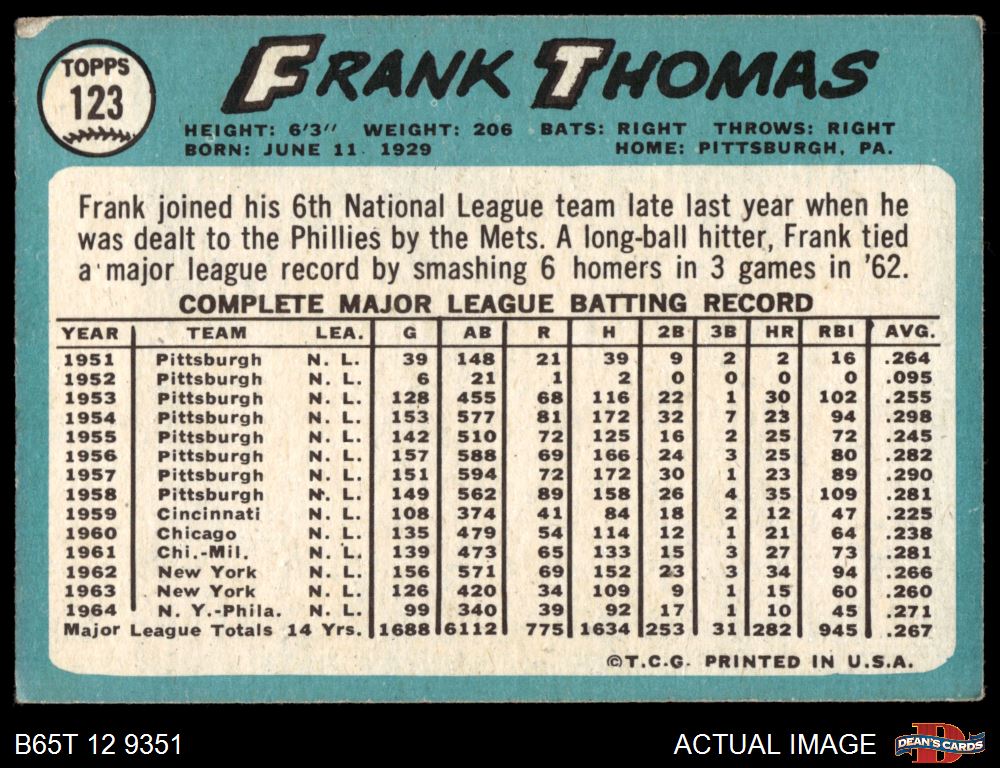 TOPPS
123
FRANK THOMAS
HEIGHT: 6'3" WEIGHT: 206 BATS: RIGHT THROWS: RIGHT
BORN: JUNE 11 1929 HOME: PITTSBURGH, PA.
Frank joined his 6th National League team late last year when he
was dealt to the Phillies by the Mets. A long-ball hitter, Frank tied
a major league record by smashing 6 homers in 3 games in '62.
COMPLETE MAJOR LEAGUE BATTING RECORD
YEAR TEAM LEA. G AB R H 2B 3B HR RBI AVG.
1951 Pittsburgh N. L. 39 148 21 39 9 2 2 16 .264
1952 Pittsburgh N. L. 6 21 1 2 0 0 0 0 .095
1953 Pittsburgh N. L. 128 455 68 116 22 1 30 102 .255
1954 Pittsburgh N. L. 153 577 81 172 32 7 23 94 .298
1955 Pittsburgh N. L. 142 510 72 125 16 2 25 72 .245
1956 Pittsburgh N. L. 157 588 69 166 24 3 25 80 .282
1957 Pittsburgh N. L. 151 594 72 172 30 1 23 89 .290
1958 Pittsburgh N. L. 149 562 89 158 26 4 35 109 .281
1959 Cincinnati N. L. 108 374 41 84 18 2 12 47 .225
1960 Chicago N. L. 135 479 54 114 12 1 21 64 .238
1961 Chi.-Mil. N. L. 139 473 65 133 15 3 27 73 .281
1962 New York N. L. 156 571 69 152 23 3 34 94 .266
1963 New York N. L. 126 420 34 109 9 1 15 60 .260
1964 N. Y.-Phila. N. L. 99 340 39 92 17 1 10 45 .271
Major League Totals 14 Yrs. 1688 6112 775 1634 253 31 282 945 .267
©T.C.G. PRINTED IN U.S.A.
B65T 12 9351
ACTUAL IMAGE
D
DEAN'S CARDS